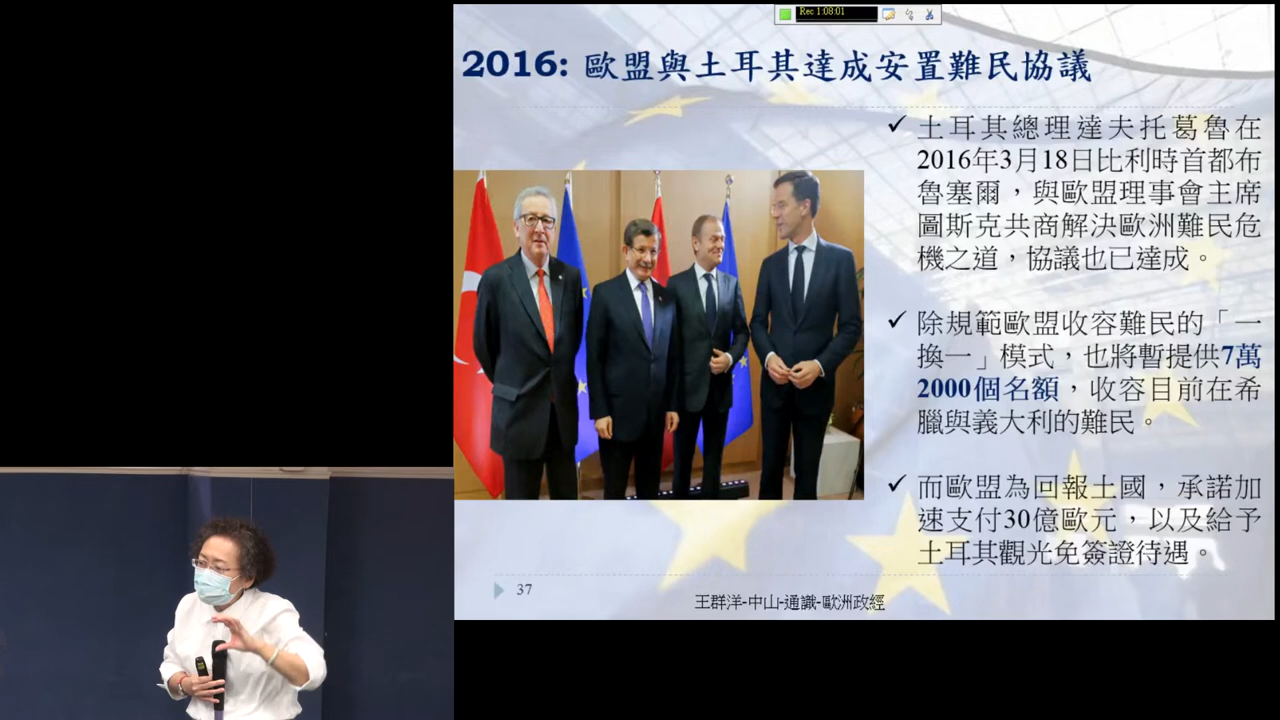 Rec 1:08:01
2016: 歐盟與土耳其達成安置難民協議
✓ 土耳其總理達夫托葛魯在
2016年3月18日比利時首都布
魯塞爾，與歐盟理事會主席
圖斯克共商解決歐洲難民危
機之道，協議也已達成。
✓ 除規範歐盟收容難民的「一
換一」模式，也將暫提供7萬
2000個名額，收容目前在希
臘與義大利的難民。
✓ 而歐盟為回報土國，承諾加
速支付30億歐元，以及給予
土耳其觀光免簽證待遇。
37
王群洋-中山-通識-歐洲政經